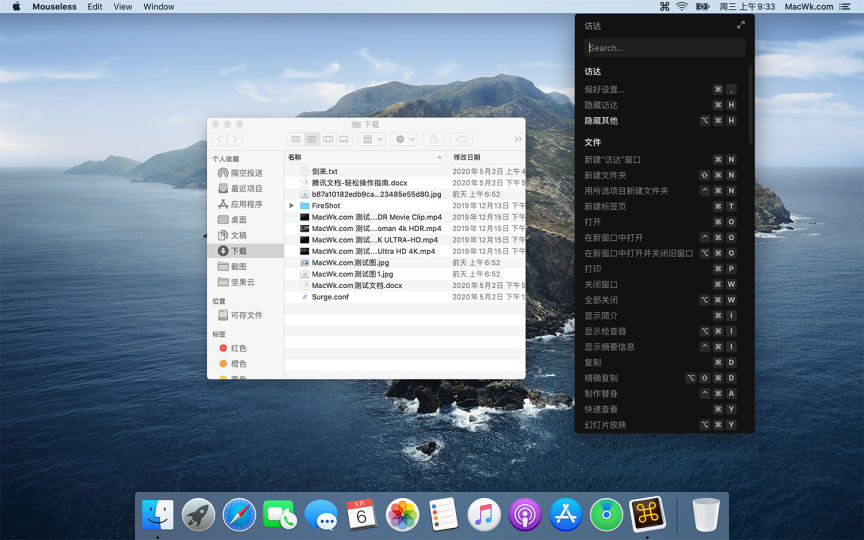 Mouseless Edit View Window 周三 上午9:33 MacWk.com
下载
个人收藏
隔空投送
最近项目
应用程序
桌面
文稿
下载
截图
坚果云
位置
可存文件
标签
红色
橙色
名称 修改日期
剑来.txt 2020年5月2日 上午4
腾讯文档-轻松操作指南.docx 2020年5月2日 下午5
b87a10182edb9ca...23485e55d80.jpg 前天 上午6:52
FireShot 2019年12月13日 下午
MacWk.com 测试...DR Movie Clip.mp4 2019年12月15日 下午
MacWk.com 测试...oman 4k HDR.mp4 2019年12月15日 下午
MacWk.com 测试...K ULTRA-HD.mp4 2019年12月15日 下午
MacWk.com 测试...Ultra HD 4K.mp4 2019年12月15日 下午
MacWk.com测试图.jpg 前天 上午6:52
MacWk.com测试图1.jpg 前天 上午6:52
MacWk.com测试文档.docx 2020年5月2日 下午5
Surge.conf 2020年5月2日 下午1
访达
Search...
访达
偏好设置... ⌘ ,
隐藏访达 ⌘ H
隐藏其他 ⌥ ⌘ H
文件
新建"访达"窗口 ⌘ N
新建文件夹 ⇧ ⌘ N
用所选项目新建文件夹 ^ ⌘ N
新建标签页 ⌘ T
打开 ⌘ O
在新窗口中打开 ^ ⌘ O
在新窗口中打开并关闭旧窗口 ⌥ ⌘ O
打印 ⌘ P
关闭窗口 ⌘ W
全部关闭 ⌥ ⌘ W
显示简介 ⌘ I
显示检查器 ⌥ ⌘ I
显示摘要信息 ^ ⌘ I
复制 ⌘ D
精确复制 ⌥ ⇧ ⌘ D
制作替身 ^ ⌘ A
快速查看 ⌘ Y
幻灯片放映 ⌥ ⌘ Y
5月
6